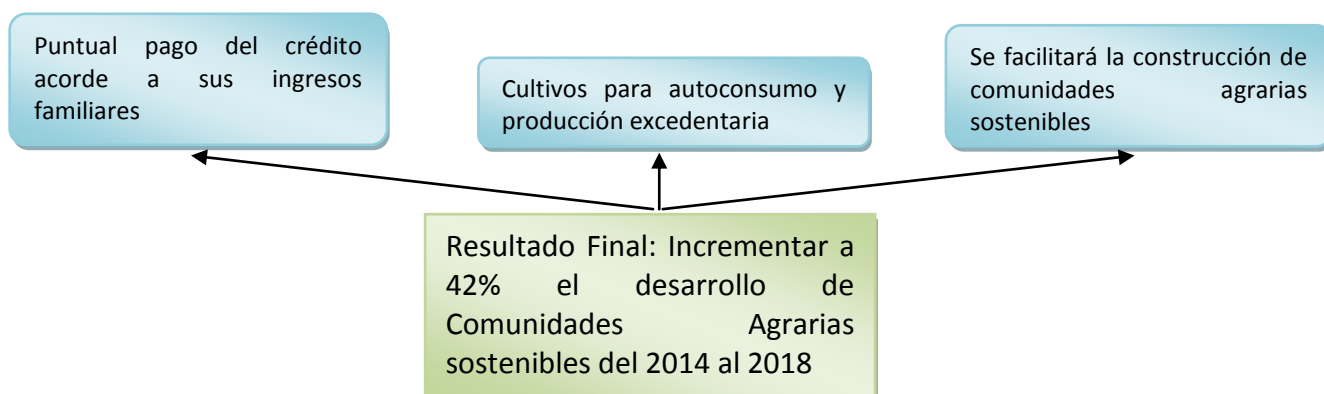 Puntual pago del crédito
acorde a sus ingresos
familiares
Cultivos para autoconsumo y
producción excedentaria
Se facilitará la construcción de
comunidades agrarias
sostenibles
Resultado Final: Incrementar a
42% el desarrollo de
Comunidades Agrarias
sostenibles del 2014 al 2018